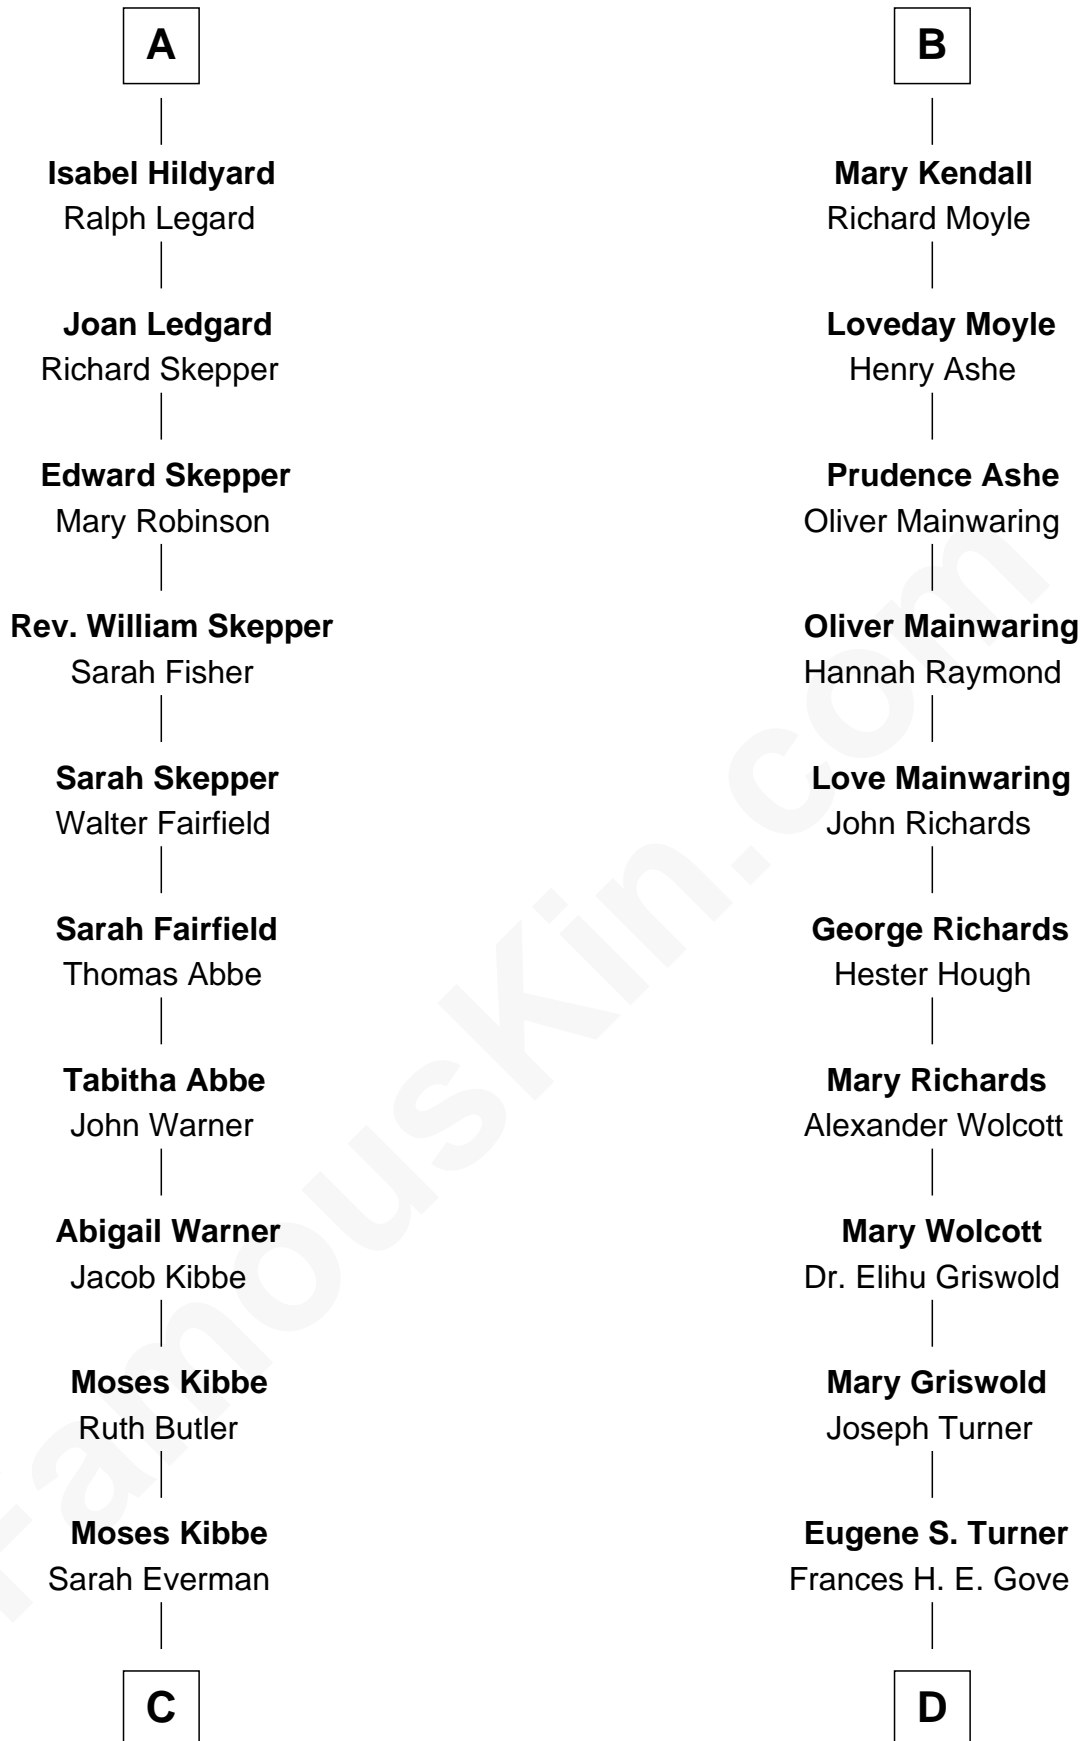 A
Isabel Hildyard
Ralph Legard
Joan Ledgard
Richard Skepper
Edward Skepper
Mary Robinson
Rev. William Skepper
Sarah Fisher
Sarah Skepper
Walter Fairfield
Sarah Fairfield
Thomas Abbe
Tabitha Abbe
John Warner
Abigail Warner
Jacob Kibbe
Moses Kibbe
Ruth Butler
Moses Kibbe
Sarah Everman
C
B
Mary Kendall
Richard Moyle
Loveday Moyle
Henry Ashe
Prudence Ashe
Oliver Mainwaring
Oliver Mainwaring
Hannah Raymond
Love Mainwaring
John Richards
George Richards
Hester Hough
Mary Richards
Alexander Wolcott
Mary Wolcott
Dr. Elihu Griswold
Mary Griswold
Joseph Turner
Eugene S. Turner
Frances H. E. Gove
D
FamousKin.com